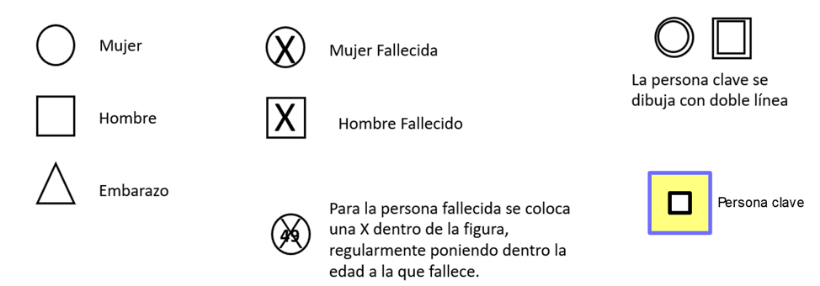 Mujer
Hombre
Embarazo
X
Mujer Fallecida
X
Hombre Fallecido
49
Para la persona fallecida se coloca
una X dentro de la figura,
regularmente poniendo dentro la
edad a la que fallece.
La persona clave se
dibuja con doble línea
Persona clave